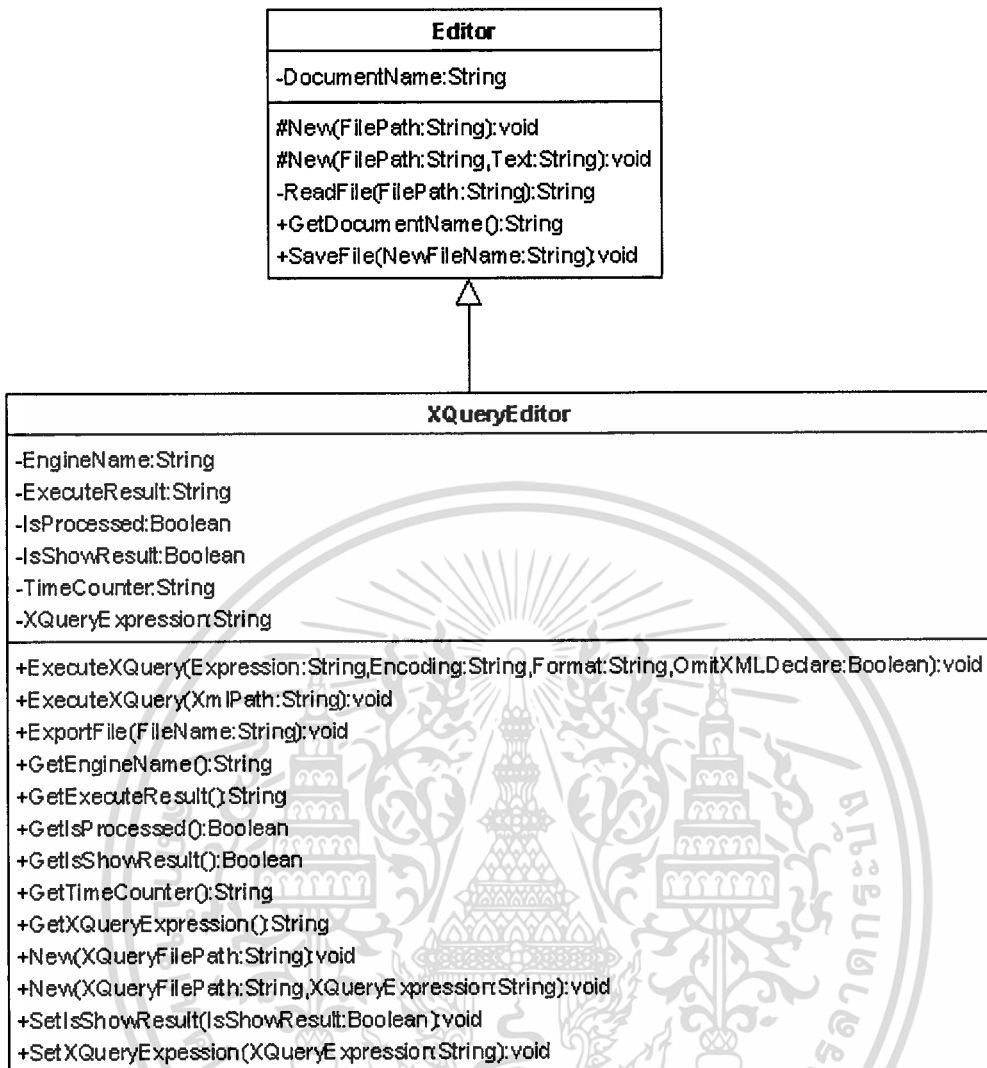 Editor
-DocumentName:String
#New(FilePath:String):void
#New(FilePath:String,Text:String):void
-ReadFile(FilePath:String):String
+GetDocumentName():String
+SaveFile(NewFileName:String):void
XQueryEditor
-EngineName:String
-ExecuteResult:String
-IsProcessed:Boolean
-IsShowResult:Boolean
-TimeCounter:String
-XQueryExpression:String
+ExecuteXQuery(Expression:String,Encoding:String,Format:String,OmitXMLDeclare:Boolean):void
+ExecuteXQuery(XmlPath:String):void
+ExportFile(FileName:String):void
+GetEngineName():String
+GetExecuteResult():String
+GetIsProcessed():Boolean
+GetIsShowResult():Boolean
+GetTimeCounter():String
+GetXQueryExpression():String
+New(XQueryFilePath:String):void
+New(XQueryFilePath:String,XQueryExpression:String):void
+SetIsShowResult(IsShowResult:Boolean):void
+SetXQueryExpession(XQueryExpression:String):void